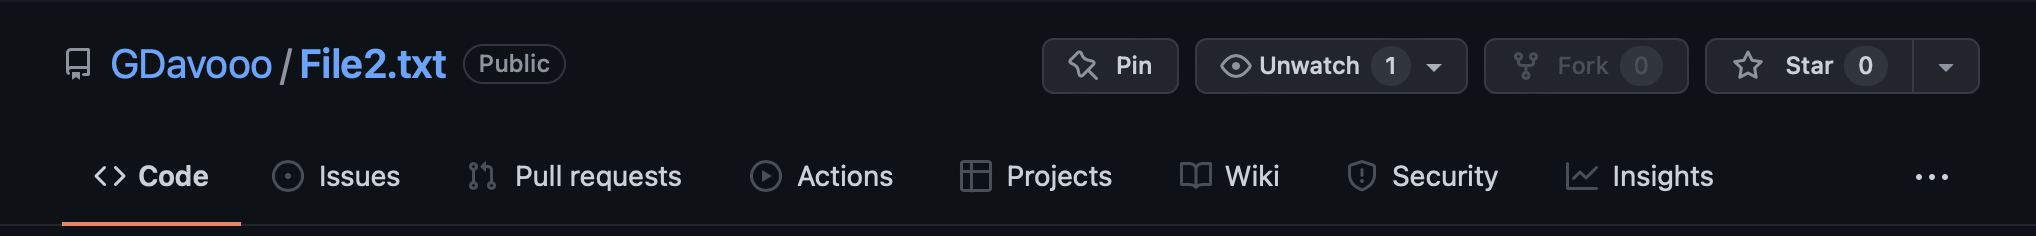 GDavooo/File2.txt Public Pin Unwatch 1 Fork 0 Star 0
Code Issues Pull requests Actions Projects Wiki Security Insights ...